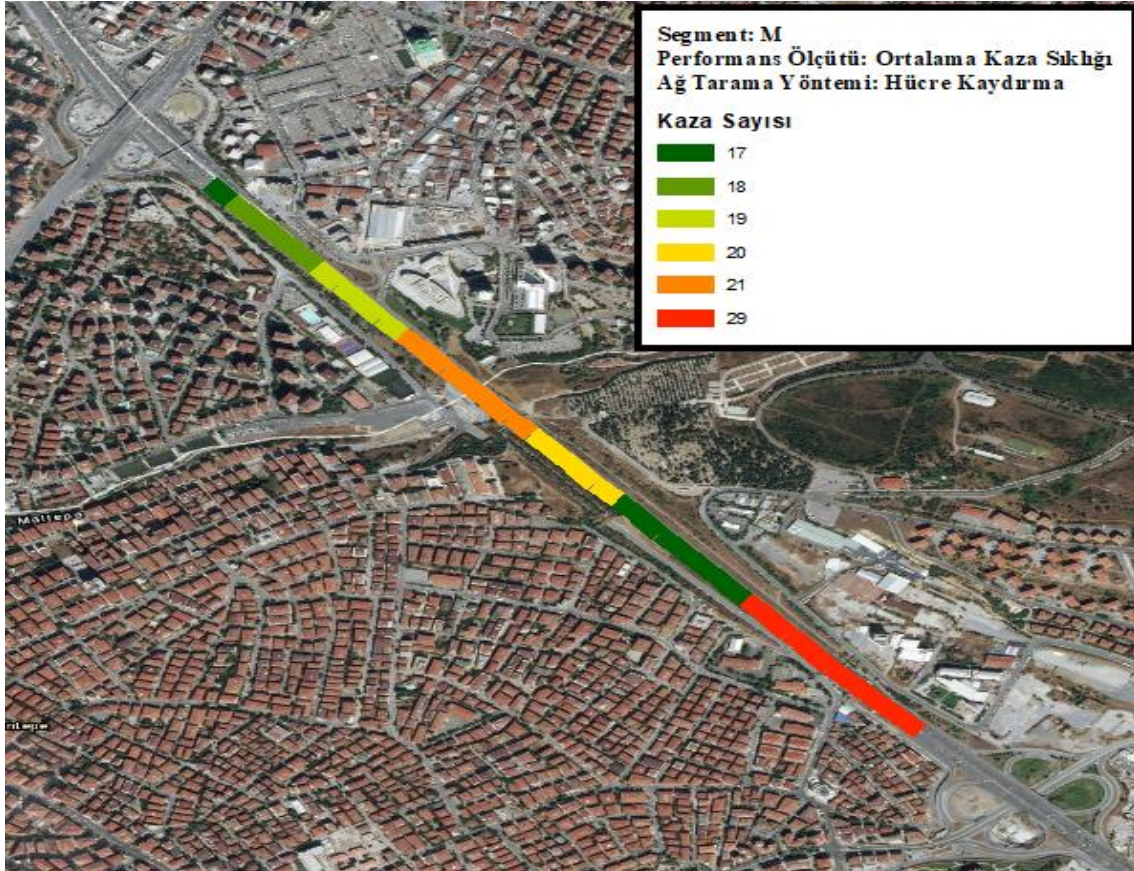 Segment: M
Performans Ölçütü: Ortalama Kaza Sıklığı
Ağ Tarama Yöntemi: Hücre Kaydırma
Kaza Sayısı
17
18
19
20
21
29
Maltepe